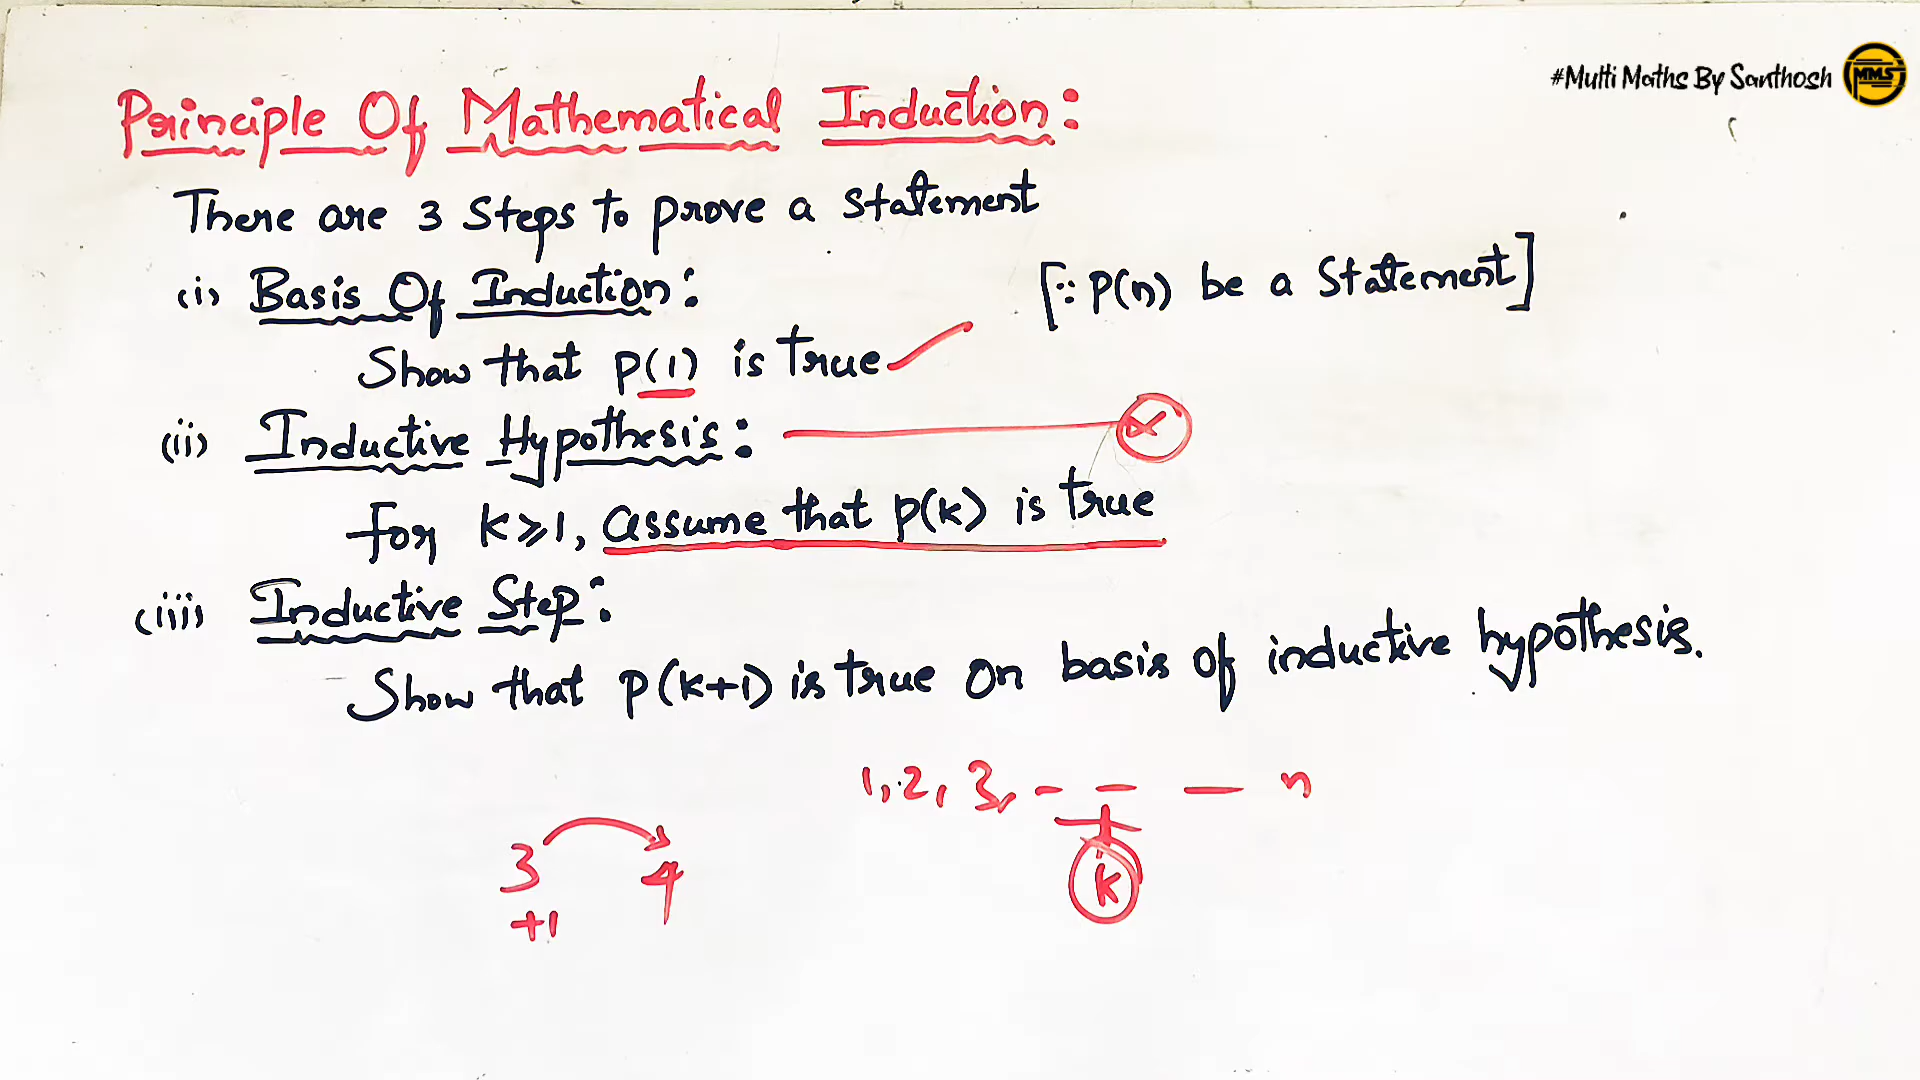 #Multi Maths By Santhosh
MMS
Principle Of Mathematical Induction:
There are 3 Steps to prove a statement
(i) Basis Of Induction:
[∵ P(n) be a Statement]
Show that P(1) is true
(ii) Inductive Hypothesis:
for k≥1, assume that P(k) is true
(iii) Inductive Step:
Show that P(k+1) is true on basis of inductive hypothesis.
1, 2, 3, - - — n
3 4
+1
k